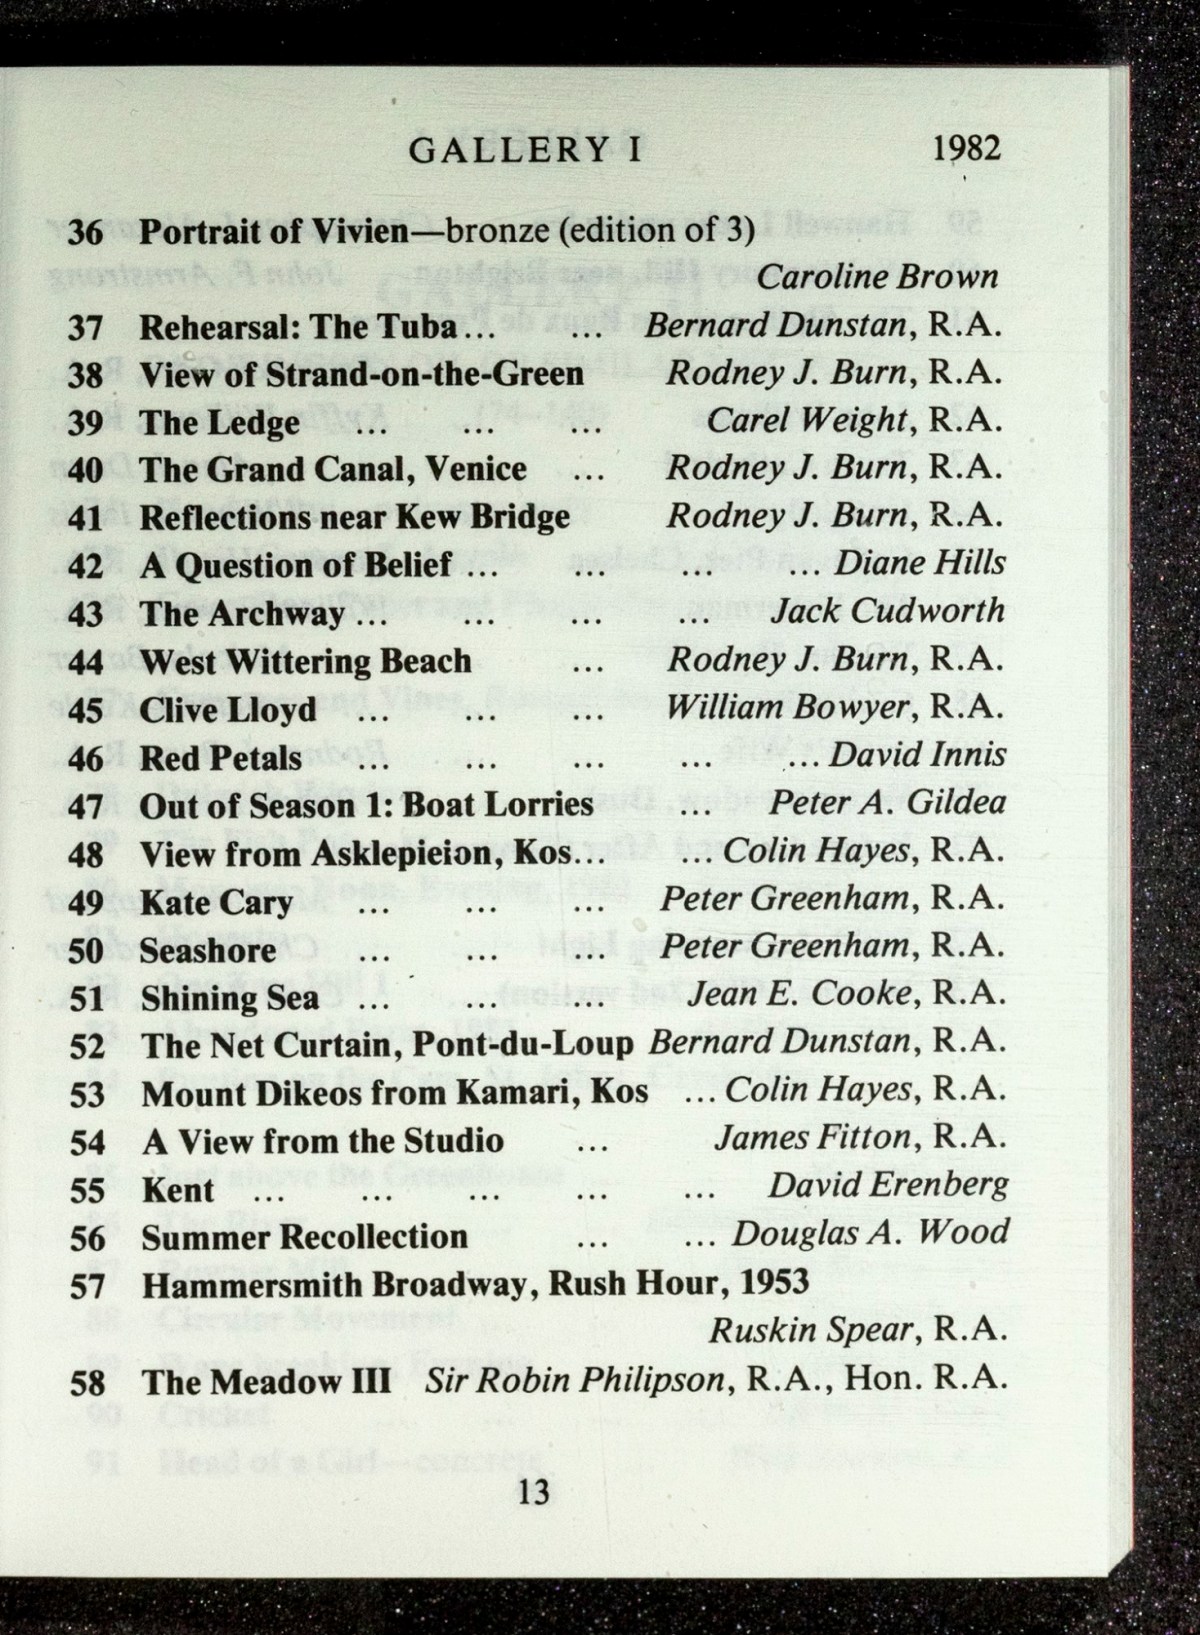 GALLERY I 1982
36 Portrait of Vivien—bronze (edition of 3)
Caroline Brown
37 Rehearsal: The Tuba... ... Bernard Dunstan, R.A.
38 View of Strand-on-the-Green Rodney J. Burn, R.A.
39 The Ledge ... ... ... Carel Weight, R.A.
40 The Grand Canal, Venice ... Rodney J. Burn, R.A.
41 Reflections near Kew Bridge Rodney J. Burn, R.A.
42 A Question of Belief ... ... ... ... Diane Hills
43 The Archway ... ... ... ... Jack Cudworth
44 West Wittering Beach ... Rodney J. Burn, R.A.
45 Clive Lloyd ... ... ... William Bowyer, R.A.
46 Red Petals ... ... ... ... ... David Innis
47 Out of Season 1: Boat Lorries ... Peter A. Gildea
48 View from Asklepieion, Kos... ... Colin Hayes, R.A.
49 Kate Cary ... ... ... Peter Greenham, R.A.
50 Seashore ... ... ... Peter Greenham, R.A.
51 Shining Sea ... ... ... Jean E. Cooke, R.A.
52 The Net Curtain, Pont-du-Loup Bernard Dunstan, R.A.
53 Mount Dikeos from Kamari, Kos ... Colin Hayes, R.A.
54 A View from the Studio ... James Fitton, R.A.
55 Kent ... ... ... ... ... David Erenberg
56 Summer Recollection ... ... Douglas A. Wood
57 Hammersmith Broadway, Rush Hour, 1953
Ruskin Spear, R.A.
58 The Meadow III Sir Robin Philipson, R.A., Hon. R.A.
13